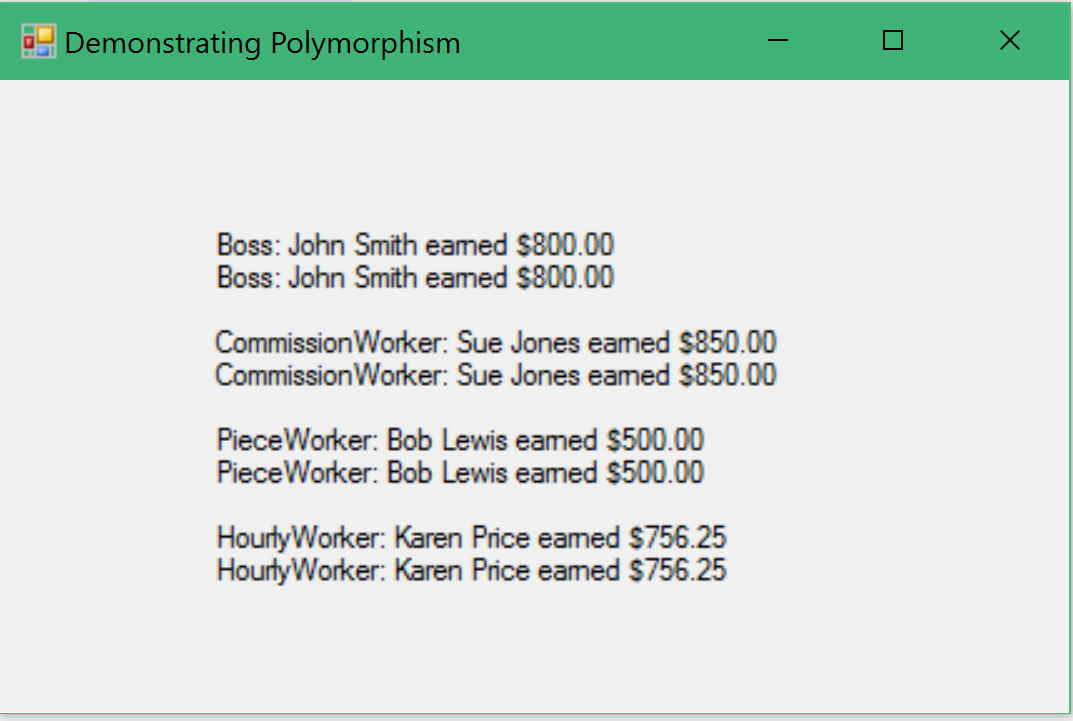 Demonstrating Polymorphism
Boss: John Smith earned $800.00
Boss: John Smith earned $800.00
CommissionWorker: Sue Jones earned $850.00
CommissionWorker: Sue Jones earned $850.00
PieceWorker: Bob Lewis earned $500.00
PieceWorker: Bob Lewis earned $500.00
HourlyWorker: Karen Price earned $756.25
HourlyWorker: Karen Price earned $756.25